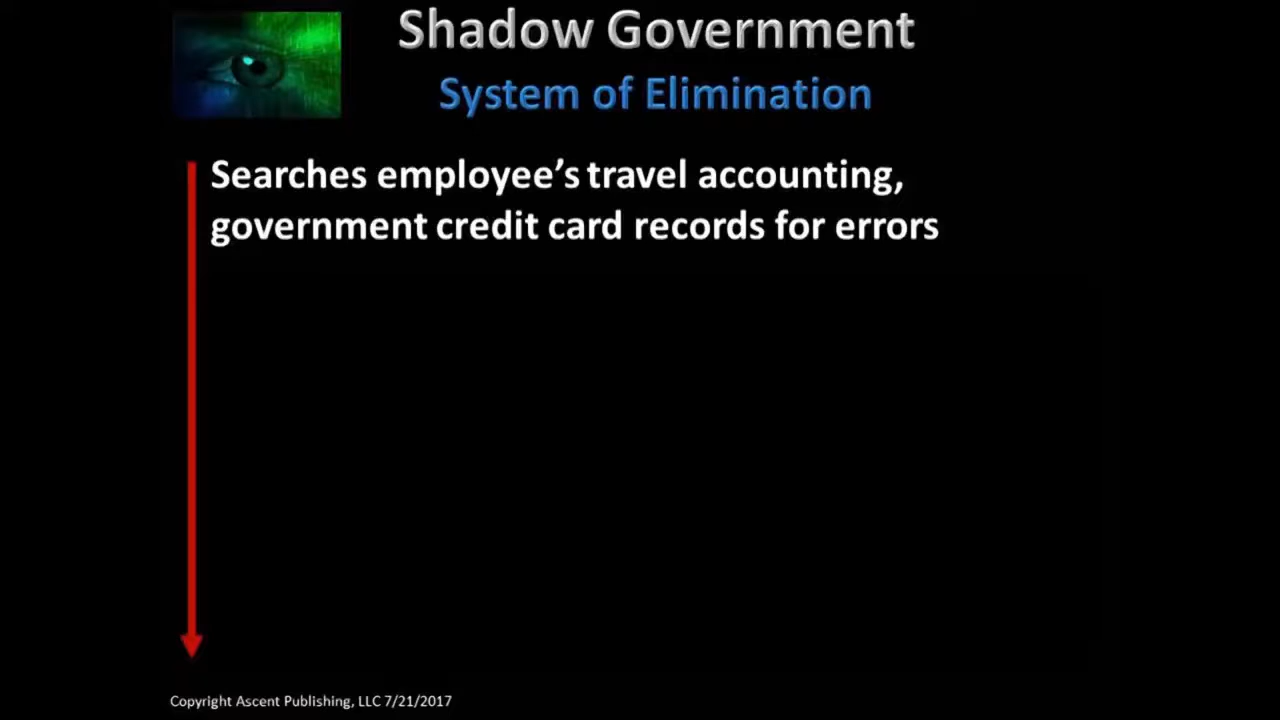 Shadow Government
System of Elimination
Searches employee’s travel accounting,
government credit card records for errors
Copyright Ascent Publishing, LLC 7/21/2017